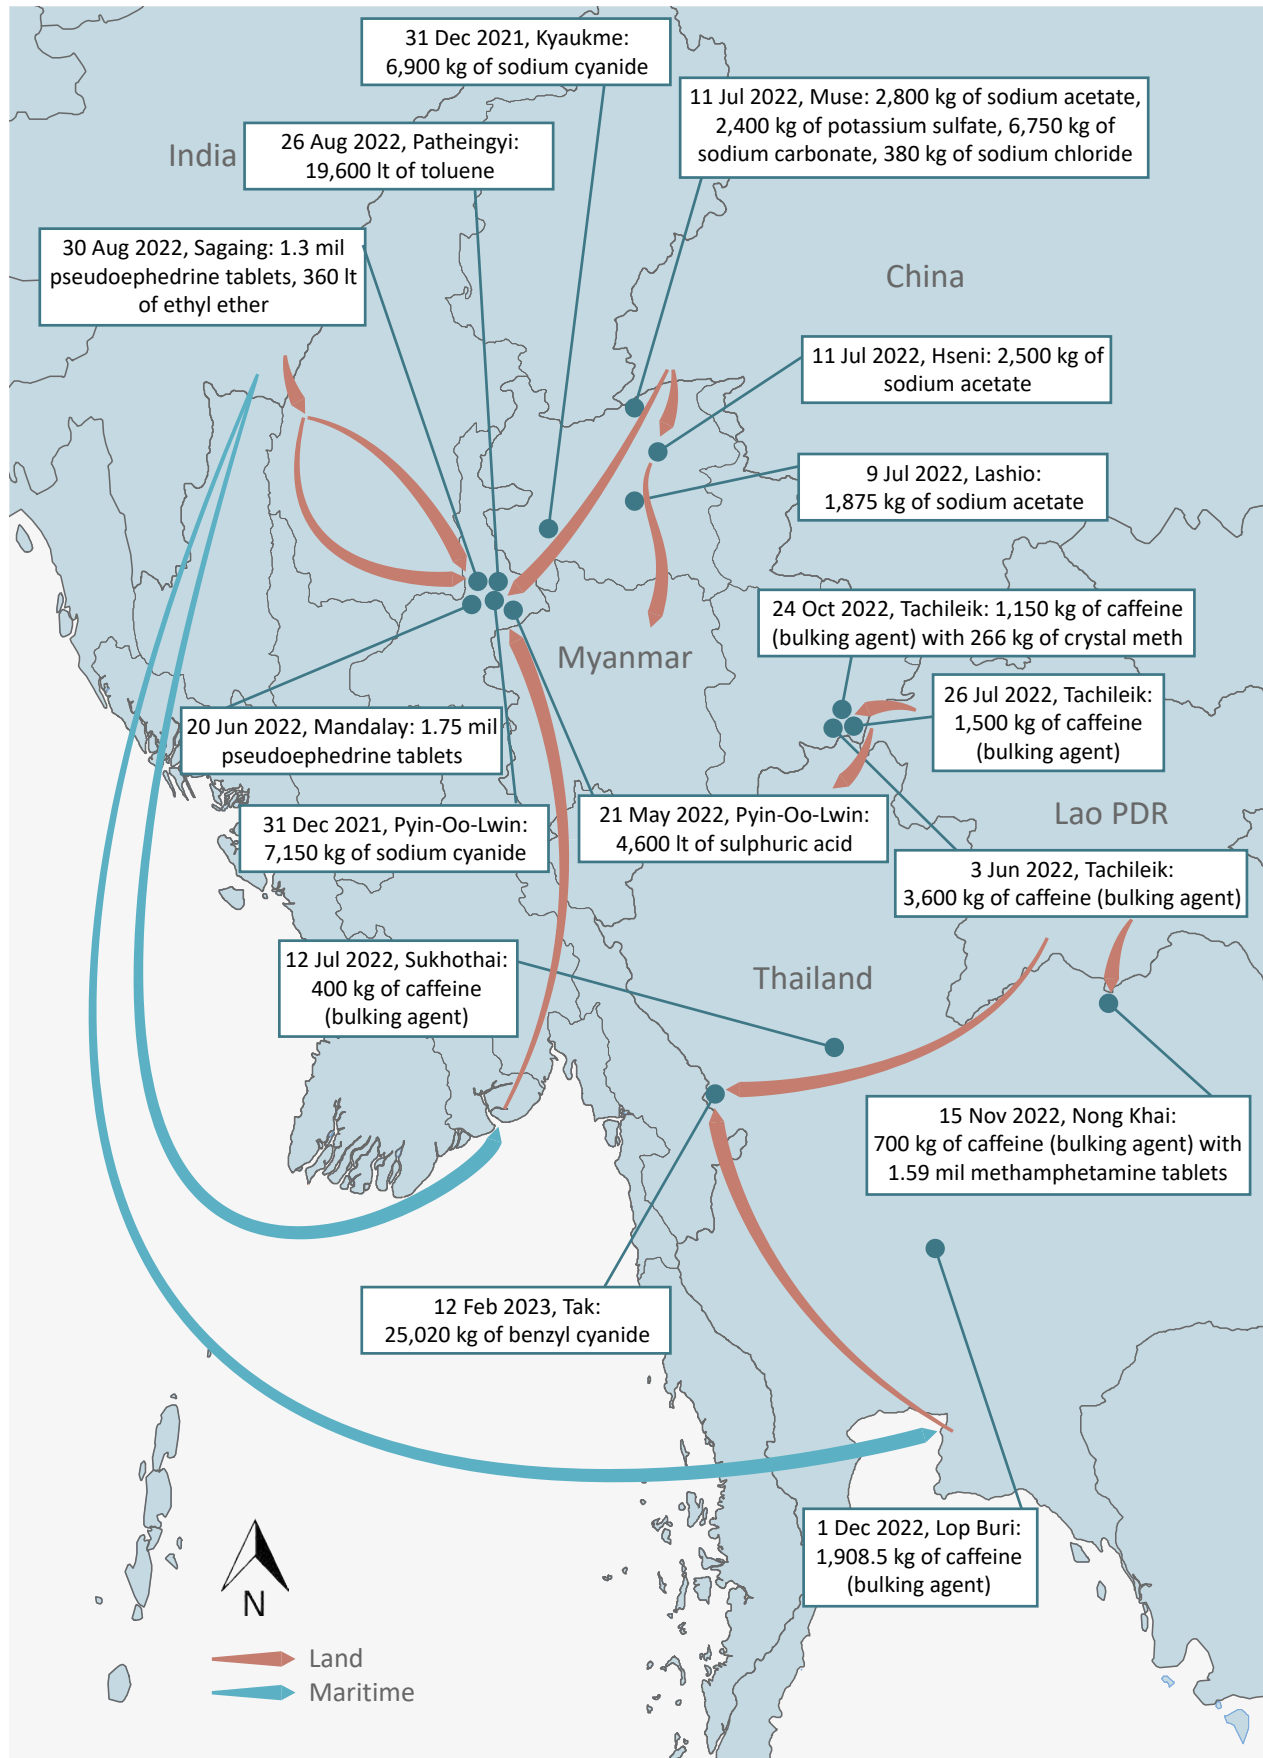 31 Dec 2021, Kyaukme:
6,900 kg of sodium cyanide
11 Jul 2022, Muse: 2,800 kg of sodium acetate,
2,400 kg of potassium sulfate, 6,750 kg of
sodium carbonate, 380 kg of sodium chloride
India
26 Aug 2022, Patheingyi:
19,600 lt of toluene
30 Aug 2022, Sagaing: 1.3 mil
pseudoephedrine tablets, 360 lt
of ethyl ether
China
11 Jul 2022, Hseni: 2,500 kg of
sodium acetate
9 Jul 2022, Lashio:
1,875 kg of sodium acetate
24 Oct 2022, Tachileik: 1,150 kg of caffeine
(bulking agent) with 266 kg of crystal meth
Myanmar
26 Jul 2022, Tachileik:
1,500 kg of caffeine
(bulking agent)
20 Jun 2022, Mandalay: 1.75 mil
pseudoephedrine tablets
31 Dec 2021, Pyin-Oo-Lwin:
7,150 kg of sodium cyanide
21 May 2022, Pyin-Oo-Lwin:
4,600 lt of sulphuric acid
Lao PDR
3 Jun 2022, Tachileik:
3,600 kg of caffeine (bulking agent)
12 Jul 2022, Sukhothai:
400 kg of caffeine
(bulking agent)
Thailand
15 Nov 2022, Nong Khai:
700 kg of caffeine (bulking agent) with
1.59 mil methamphetamine tablets
12 Feb 2023, Tak:
25,020 kg of benzyl cyanide
1 Dec 2022, Lop Buri:
1,908.5 kg of caffeine
(bulking agent)
N
Land
Maritime